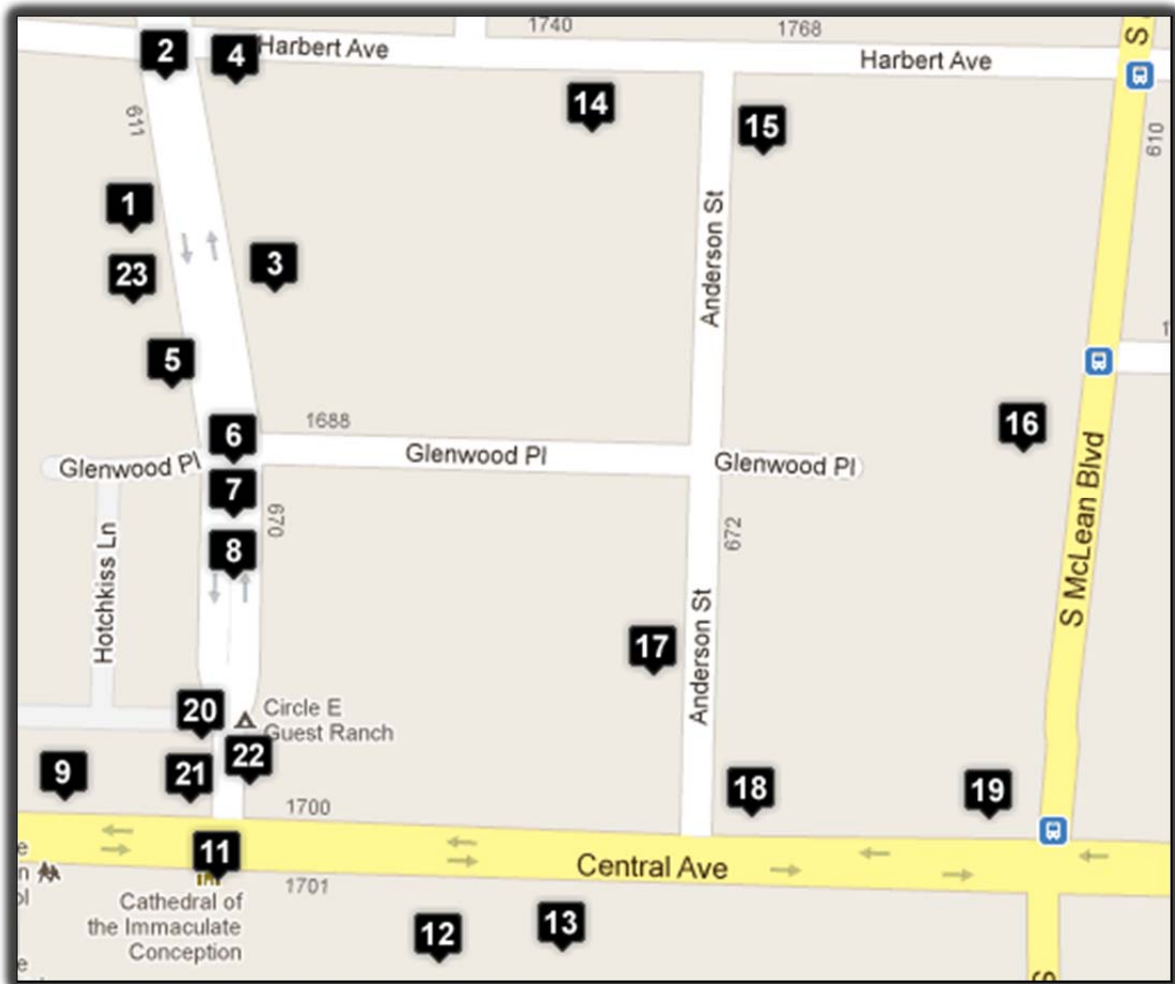 1740
1768
S
2
4
Harbert Ave
Harbert Ave
14
15
611
610
1
Anderson St
3
23
5
1688
16
6
Glenwood Pl
Glenwood Pl
Glenwood Pl
7
670
672
8
S McLean Blvd
Hotchkiss Ln
17
Anderson St
20
Circle E
Guest Ranch
22
9
21
18
19
1700
11
Central Ave
1701
Cathedral of
the Immaculate
Conception
12
13
S